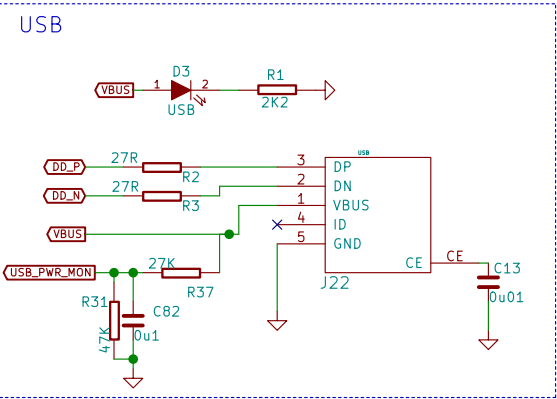 USB
D3
VBUS
1
2
USB
R1
2K2
USB
27R
DD_P
R2
3
DP
27R
DD_N
R3
2
DN
1
VBUS
VBUS
4
ID
5
GND
USB_PWR_MON
27K
R37
CE
CE
J22
C13
0u01
R31
47K
C82
0u1